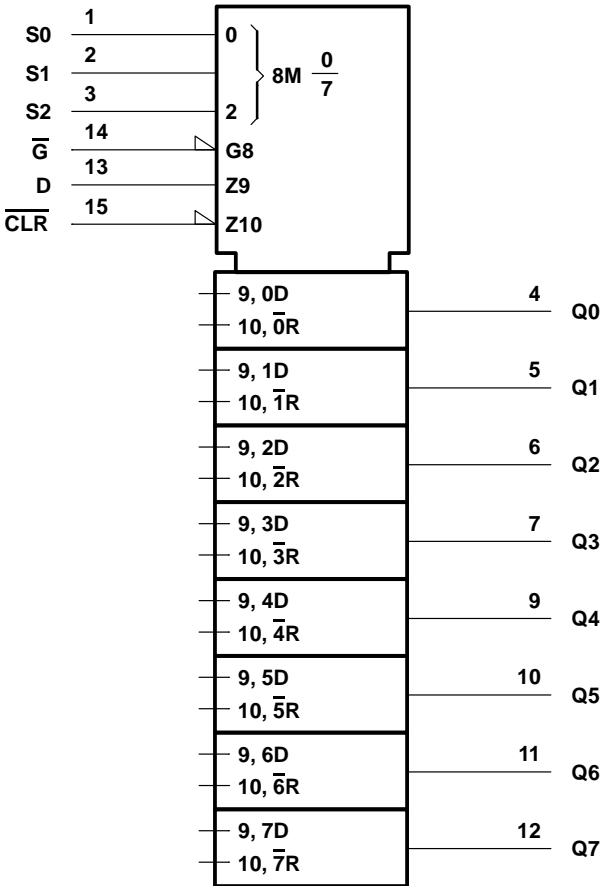 S0 1 0
S1 2 8M 0/7
S2 3 2
G̅ 14 G8
D 13 Z9
C̅L̅R̅ 15 Z10
9, 0D 4 Q0
10, 0̅R
9, 1D 5 Q1
10, 1̅R
9, 2D 6 Q2
10, 2̅R
9, 3D 7 Q3
10, 3̅R
9, 4D 9 Q4
10, 4̅R
9, 5D 10 Q5
10, 5̅R
9, 6D 11 Q6
10, 6̅R
9, 7D 12 Q7
10, 7̅R